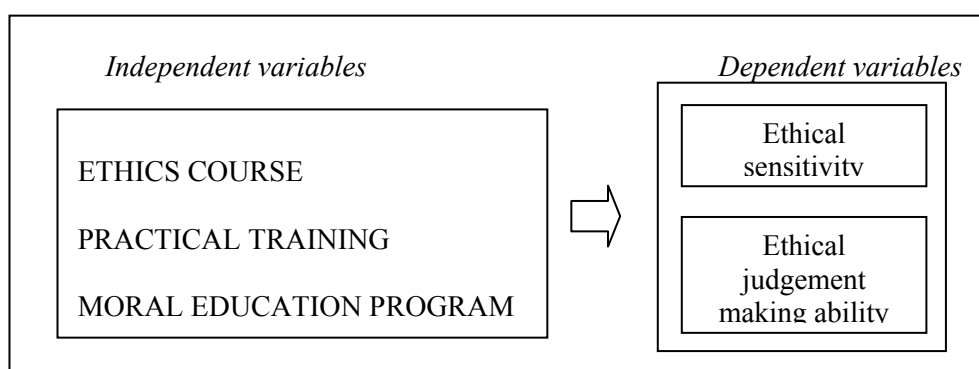 Independent variables
Dependent variables
ETHICS COURSE
PRACTICAL TRAINING
MORAL EDUCATION PROGRAM
Ethical
sensitivity
Ethical
judgement
making ability